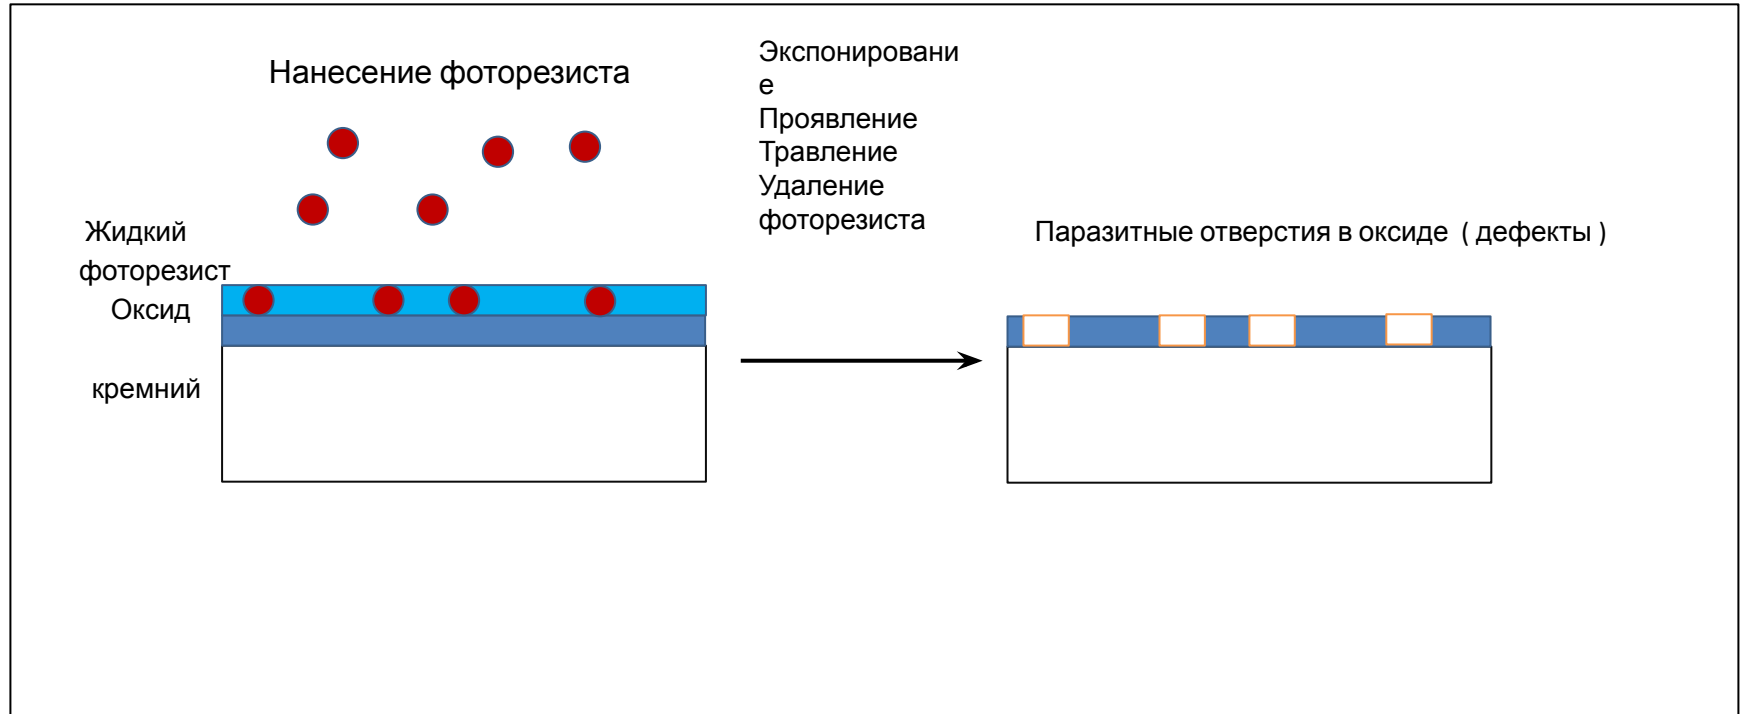 Нанесение фоторезиста
Экспонировани
е
Проявление
Травление
Удаление
фоторезиста
Жидкий
фоторезист
Оксид
кремний
Паразитные отверстия в оксиде ( дефекты )